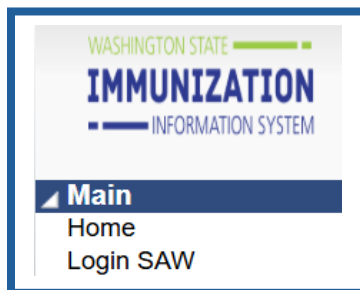 WASHINGTON STATE
IMMUNIZATION
INFORMATION SYSTEM
Main
Home
Login SAW